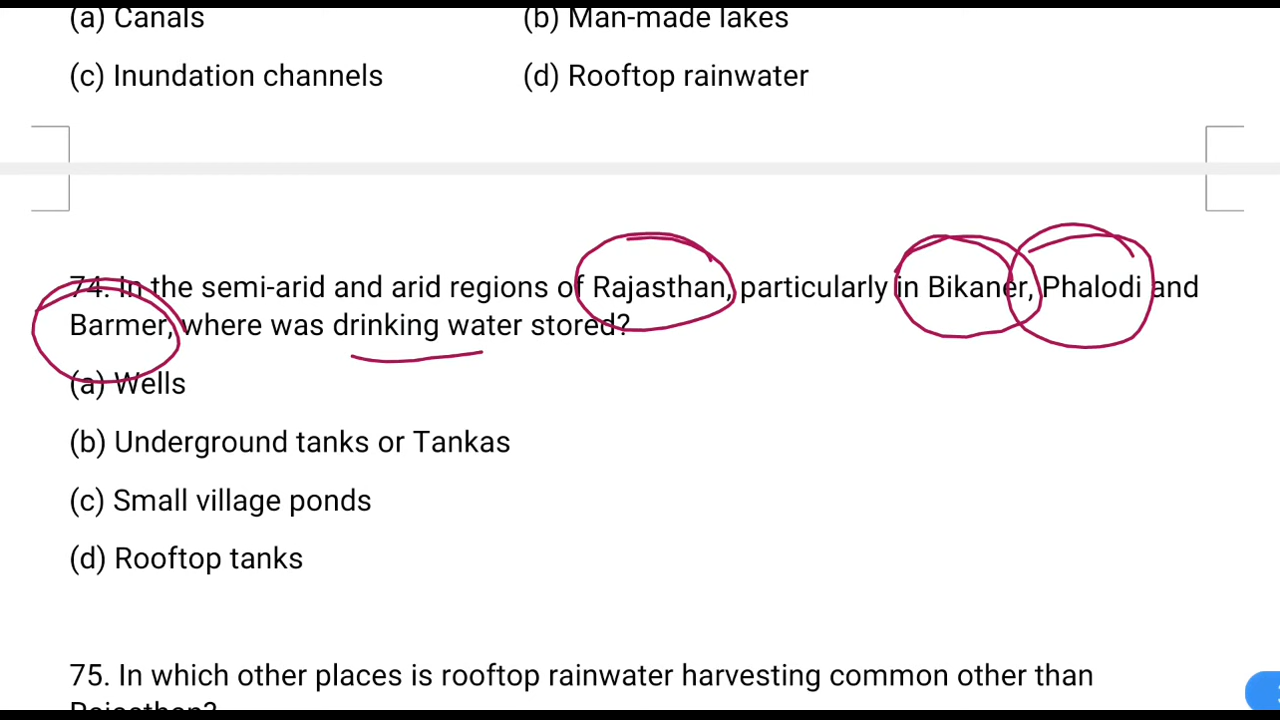 (a) Canals (b) Man-made lakes
(c) Inundation channels (d) Rooftop rainwater
74. In the semi-arid and arid regions of Rajasthan, particularly in Bikaner, Phalodi and
Barmer, where was drinking water stored?
(a) Wells
(b) Underground tanks or Tankas
(c) Small village ponds
(d) Rooftop tanks
75. In which other places is rooftop rainwater harvesting common other than
Rajasthan?